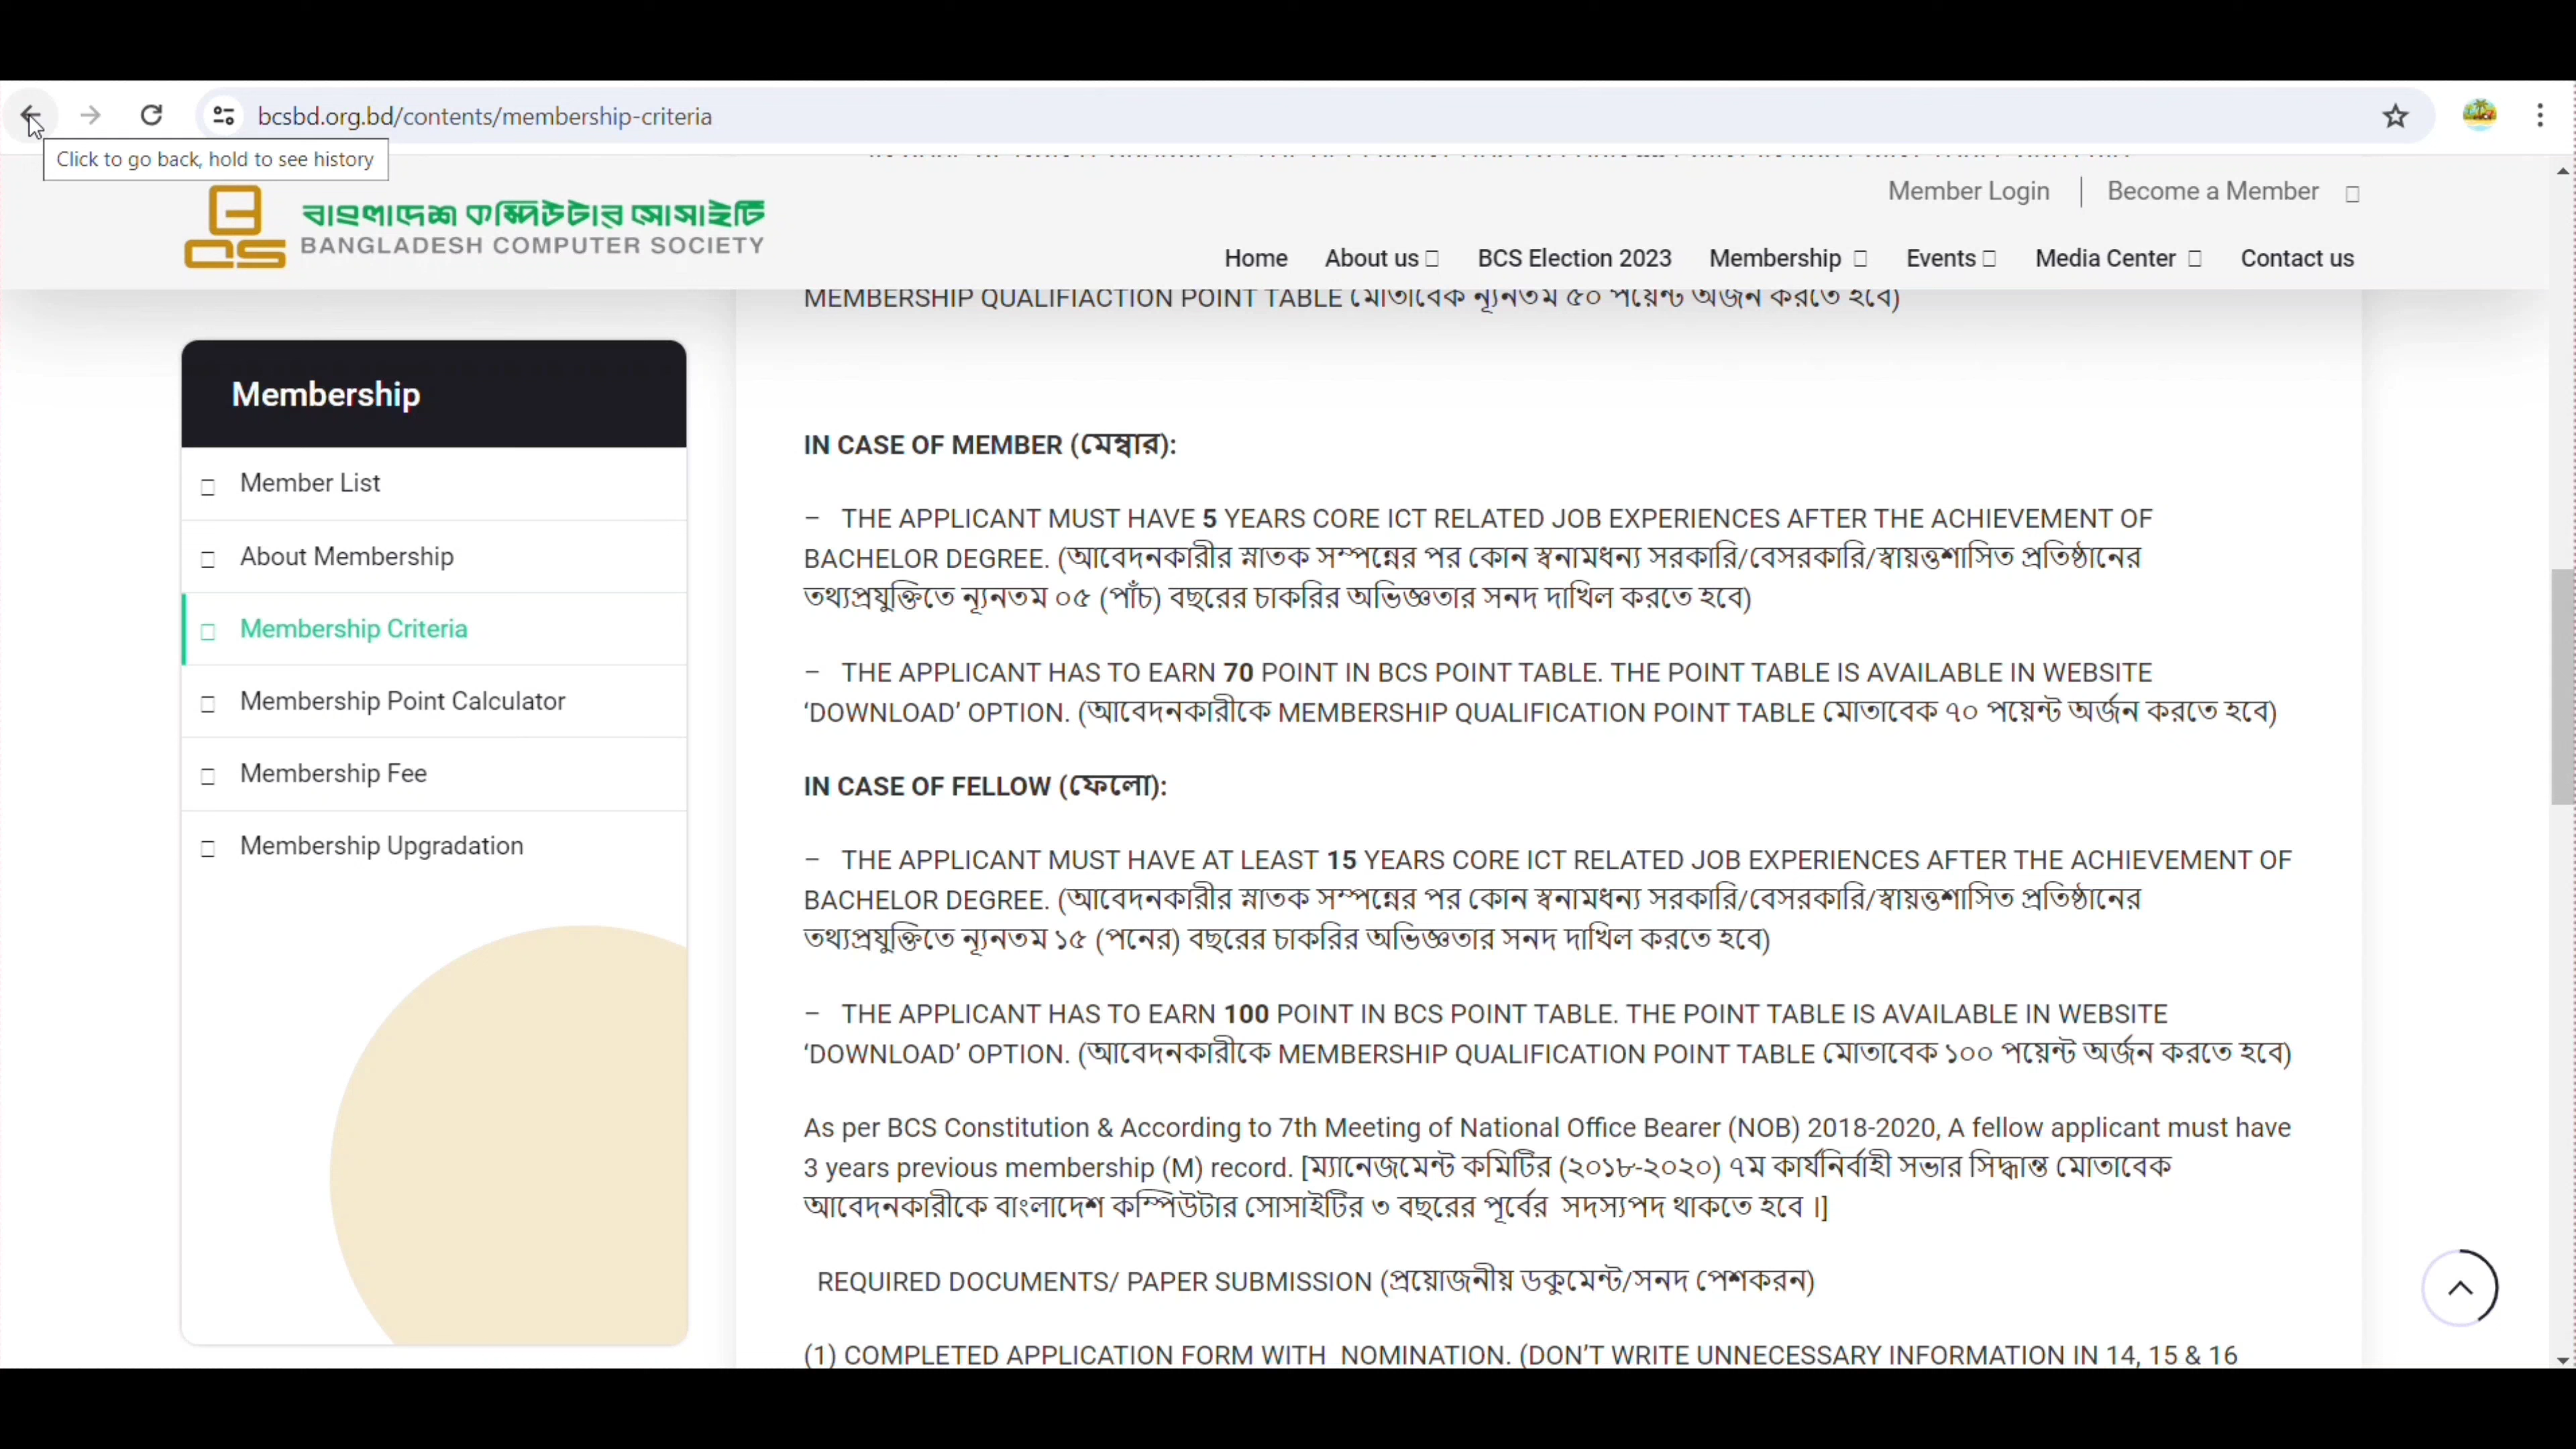 bcsbd.org.bd/contents/membership-criteria
Click to go back, hold to see history
বাংলাদেশ কম্পিউটার সোসাইটি
BANGLADESH COMPUTER SOCIETY
Member Login
Become a Member
Home
About us
BCS Election 2023
Membership
Events
Media Center
Contact us
MEMBERSHIP QUALIFIACTION POINT TABLE মোতাবেক ন্যূনতম ৫০ পয়েন্ট অর্জন করতে হবে)
Membership
Member List
About Membership
Membership Criteria
Membership Point Calculator
Membership Fee
Membership Upgradation
IN CASE OF MEMBER (মেম্বার):
– THE APPLICANT MUST HAVE 5 YEARS CORE ICT RELATED JOB EXPERIENCES AFTER THE ACHIEVEMENT OF
BACHELOR DEGREE. (আবেদনকারীর স্নাতক সম্পন্নের পর কোন স্বনামধন্য সরকারি/বেসরকারি/স্বায়ত্তশাসিত প্রতিষ্ঠানের
তথ্যপ্রযুক্তিতে ন্যূনতম ০৫ (পাঁচ) বছরের চাকরির অভিজ্ঞতার সনদ দাখিল করতে হবে)
– THE APPLICANT HAS TO EARN 70 POINT IN BCS POINT TABLE. THE POINT TABLE IS AVAILABLE IN WEBSITE
‘DOWNLOAD’ OPTION. (আবেদনকারীকে MEMBERSHIP QUALIFICATION POINT TABLE মোতাবেক ৭০ পয়েন্ট অর্জন করতে হবে)
IN CASE OF FELLOW (ফেলো):
– THE APPLICANT MUST HAVE AT LEAST 15 YEARS CORE ICT RELATED JOB EXPERIENCES AFTER THE ACHIEVEMENT OF
BACHELOR DEGREE. (আবেদনকারীর স্নাতক সম্পন্নের পর কোন স্বনামধন্য সরকারি/বেসরকারি/স্বায়ত্তশাসিত প্রতিষ্ঠানের
তথ্যপ্রযুক্তিতে ন্যূনতম ১৫ (পনের) বছরের চাকরির অভিজ্ঞতার সনদ দাখিল করতে হবে)
– THE APPLICANT HAS TO EARN 100 POINT IN BCS POINT TABLE. THE POINT TABLE IS AVAILABLE IN WEBSITE
‘DOWNLOAD’ OPTION. (আবেদনকারীকে MEMBERSHIP QUALIFICATION POINT TABLE মোতাবেক ১০০ পয়েন্ট অর্জন করতে হবে)
As per BCS Constitution & According to 7th Meeting of National Office Bearer (NOB) 2018-2020, A fellow applicant must have
3 years previous membership (M) record. [ম্যানেজমেন্ট কমিটির (২০১৮-২০২০) ৭ম কার্যনির্বাহী সভার সিদ্ধান্ত মোতাবেক
আবেদনকারীকে বাংলাদেশ কম্পিউটার সোসাইটির ৩ বছরের পূর্বের সদস্যপদ থাকতে হবে ।]
REQUIRED DOCUMENTS/ PAPER SUBMISSION (প্রয়োজনীয় ডকুমেন্ট/সনদ পেশকরন)
(1) COMPLETED APPLICATION FORM WITH NOMINATION. (DON’T WRITE UNNECESSARY INFORMATION IN 14, 15 & 16